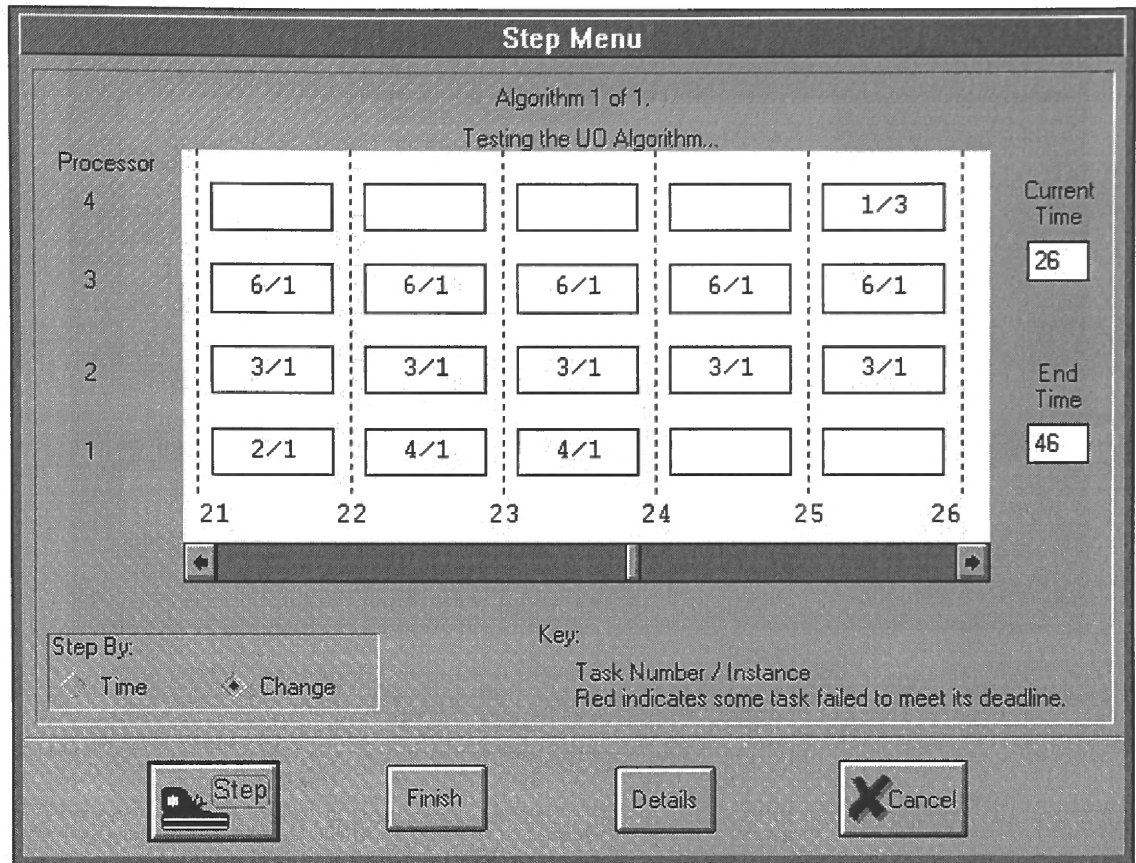 Step Menu
Algorithm 1 of 1.
Testing the UO Algorithm...
Processor
4 1/3
3 6/1 6/1 6/1 6/1 6/1
2 3/1 3/1 3/1 3/1 3/1
1 2/1 4/1 4/1
21 22 23 24 25 26
Current
Time
26
End
Time
46
Step By:
Time Change
Key:
Task Number / Instance
Red indicates some task failed to meet its deadline.
Step Finish Details Cancel